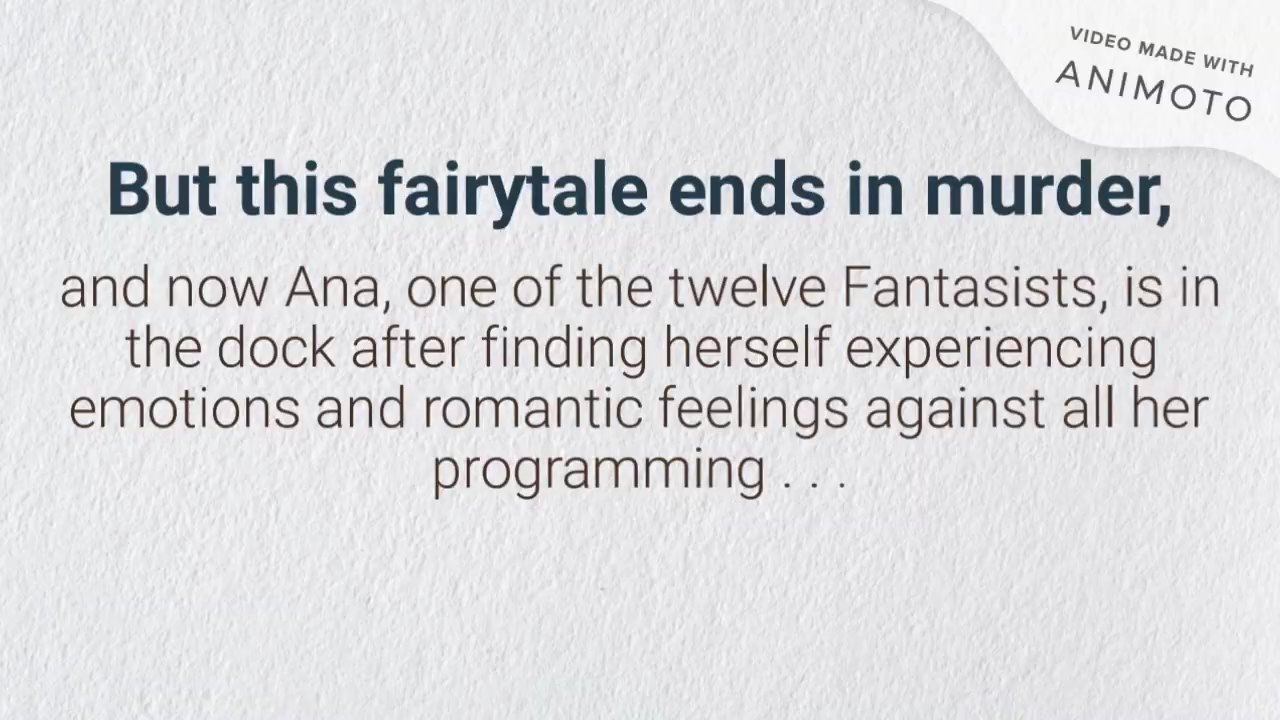 VIDEO MADE WITH
ANIMOTO
But this fairytale ends in murder,
and now Ana, one of the twelve Fantasists, is in
the dock after finding herself experiencing
emotions and romantic feelings against all her
programming . . .